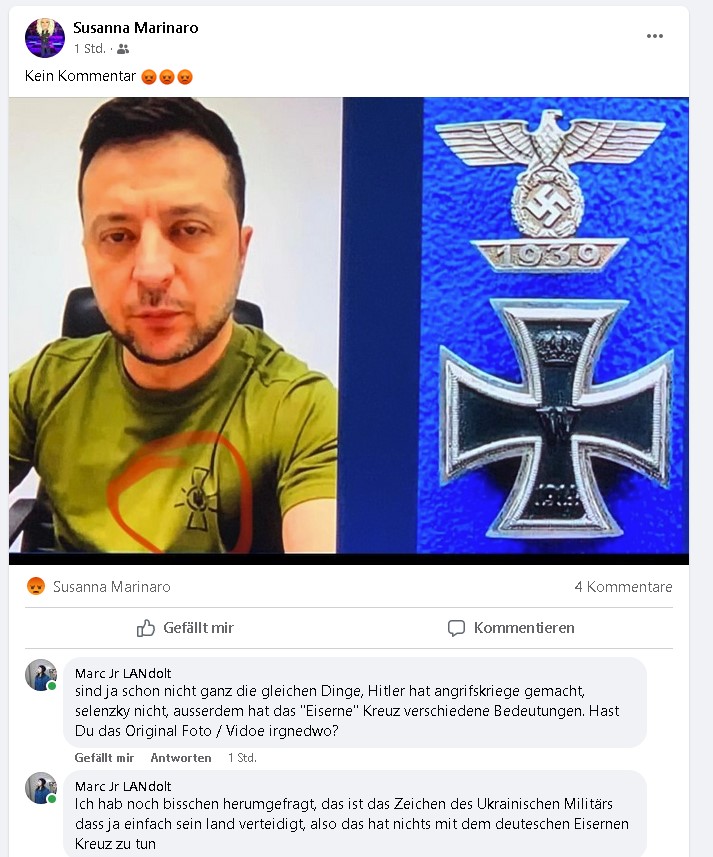 Susanna Marinaro
1 Std. ·
Kein Kommentar 😡😡😡
1939
Susanna Marinaro
4 Kommentare
Gefällt mir
Kommentieren
Marc Jr LANdolt
sind ja schon nicht ganz die gleichen Dinge, Hitler hat angrifskriege gemacht,
selenzky nicht, ausserdem hat das "Eiserne" Kreuz verschiedene Bedeutungen. Hast
Du das Original Foto / Vidoe irgnedwo?
Gefällt mir Antworten 1 Std.
Marc Jr LANdolt
Ich hab noch bisschen herumgefragt, das ist das Zeichen des Ukrainischen Militärs
dass ja einfach sein land verteidigt, also das hat nichts mit dem deuteschen Eisernen
Kreuz zu tun